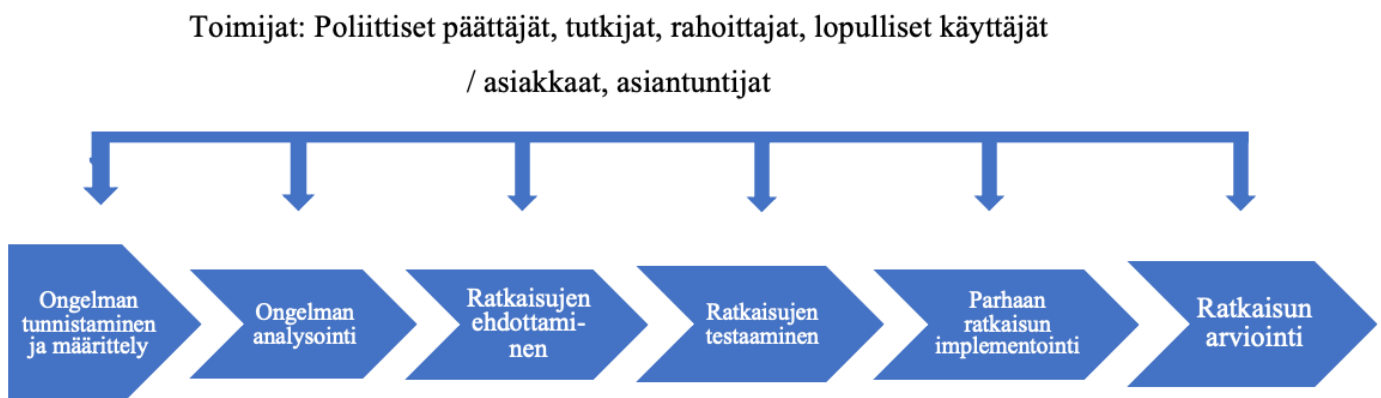 Toimijat: Poliittiset päättäjät, tutkijat, rahoittajat, lopulliset käyttäjät
/ asiakkaat, asiantuntijat
Ongelman
tunnistaminen
ja määrittely
Ongelman
analysointi
Ratkaisujen
ehdottami-
nen
Ratkaisujen
testaaminen
Parhaan
ratkaisun
implementointi
Ratkaisun
arviointi